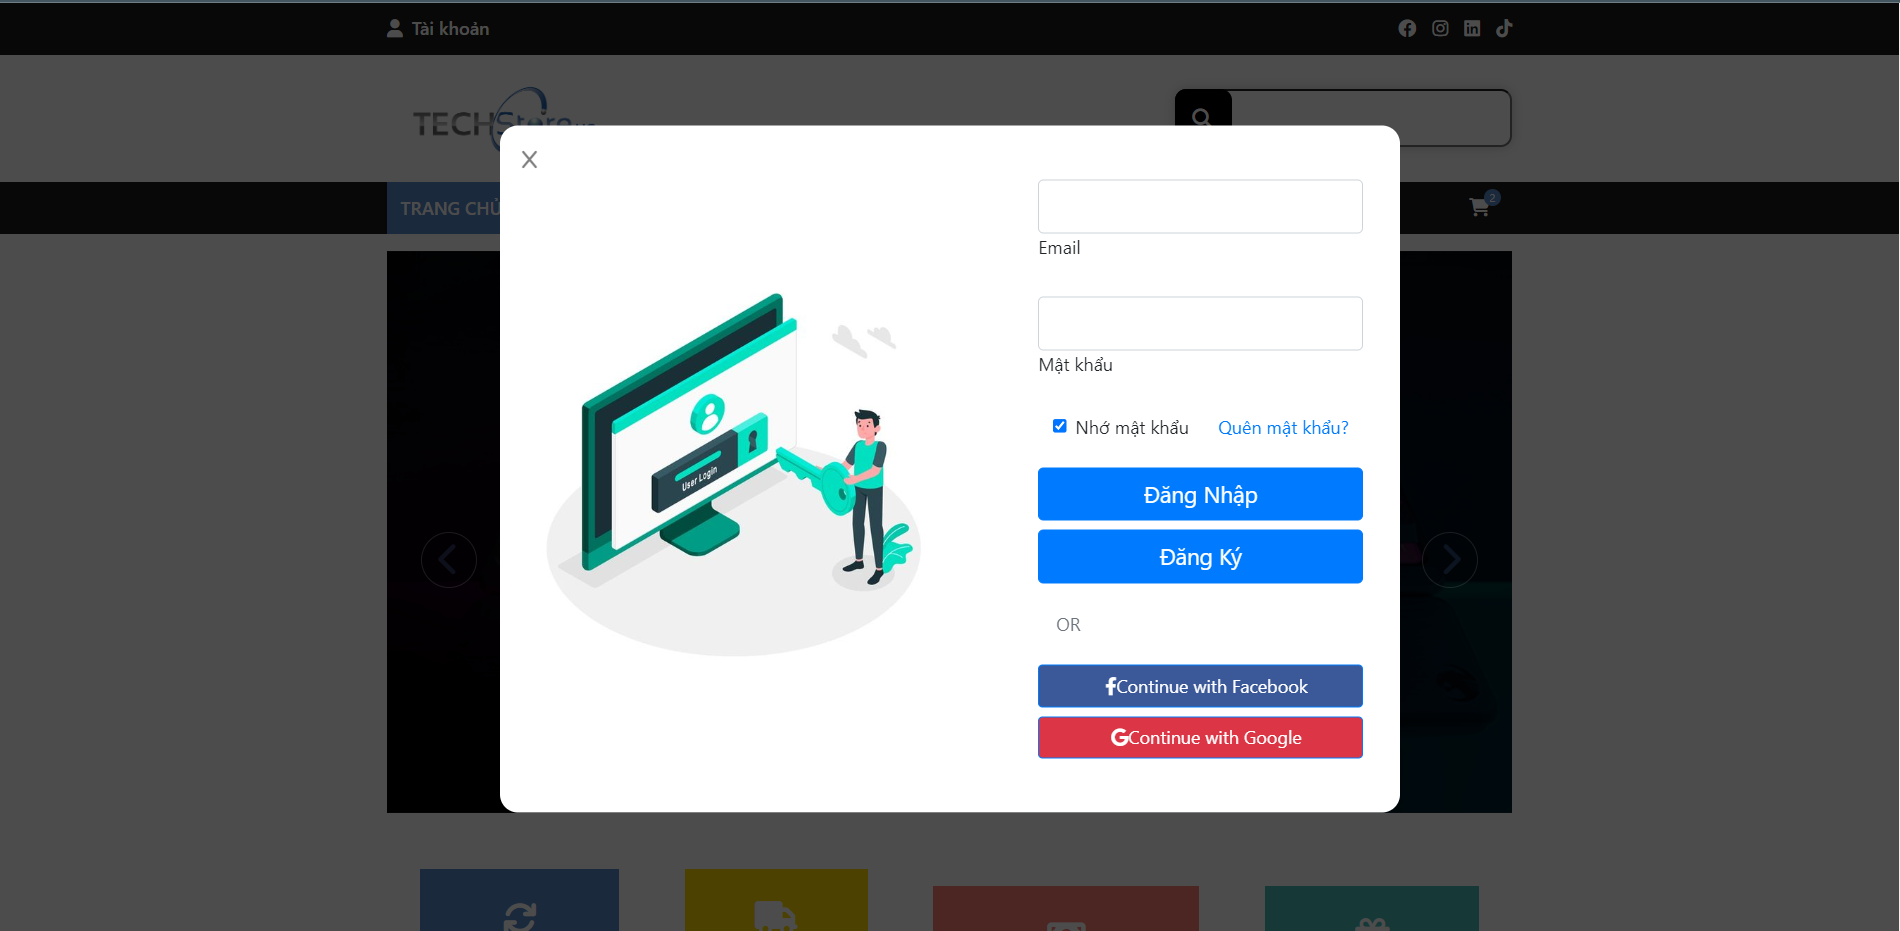 Tài khoản
TECHStore
TRANG CHỦ
2
Email
Mật khẩu
Nhớ mật khẩu Quên mật khẩu?
User Login
Đăng Nhập
Đăng Ký
OR
Continue with Facebook
Continue with Google